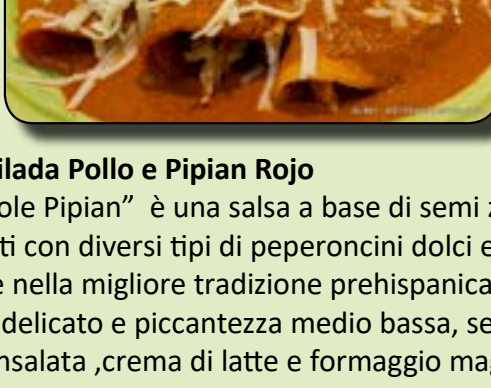 ilada Pollo e Pipian Rojo
ole Pipian” è una salsa a base di semi z
ti con diversi tipi di peperoncini dolci e
e nella migliore tradizione prehispanica
delicato e piccantezza medio bassa, se
nsalata ,crema di latte e formaggio mag